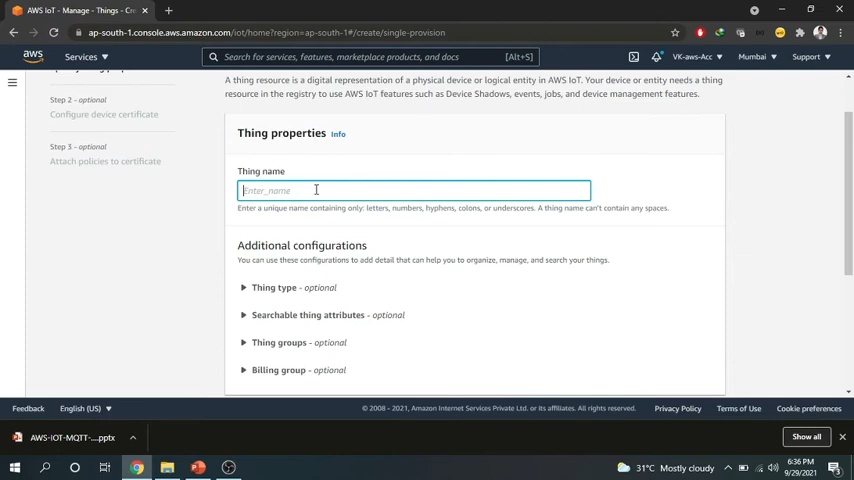 AWS IoT - Manage - Things - Cre
ap-south-1.console.aws.amazon.com/iot/home?region=ap-south-1#/create/single-provision
aws
Services
Search for services, features, marketplace products, and docs
[Alt+S]
VK-aws-Acc
Mumbai
Support
Step 2 - optional
Configure device certificate
Step 3 - optional
Attach policies to certificate
A thing resource is a digital representation of a physical device or logical entity in AWS IoT. Your device or entity needs a thing
resource in the registry to use AWS IoT features such as Device Shadows, events, jobs, and device management features.
Thing properties Info
Thing name
Enter_name
Enter a unique name containing only: letters, numbers, hyphens, colons, or underscores. A thing name can't contain any spaces.
Additional configurations
You can use these configurations to add detail that can help you to organize, manage, and search your things.
Thing type - optional
Searchable thing attributes - optional
Thing groups - optional
Billing group - optional
Feedback
English (US)
© 2008 - 2021, Amazon Internet Services Private Ltd. or its affiliates. All rights reserved.
Privacy Policy
Terms of Use
Cookie preferences
AWS-IOT-MQTT-....pptx
Show all
31°C Mostly cloudy
6:36 PM
9/29/2021
3